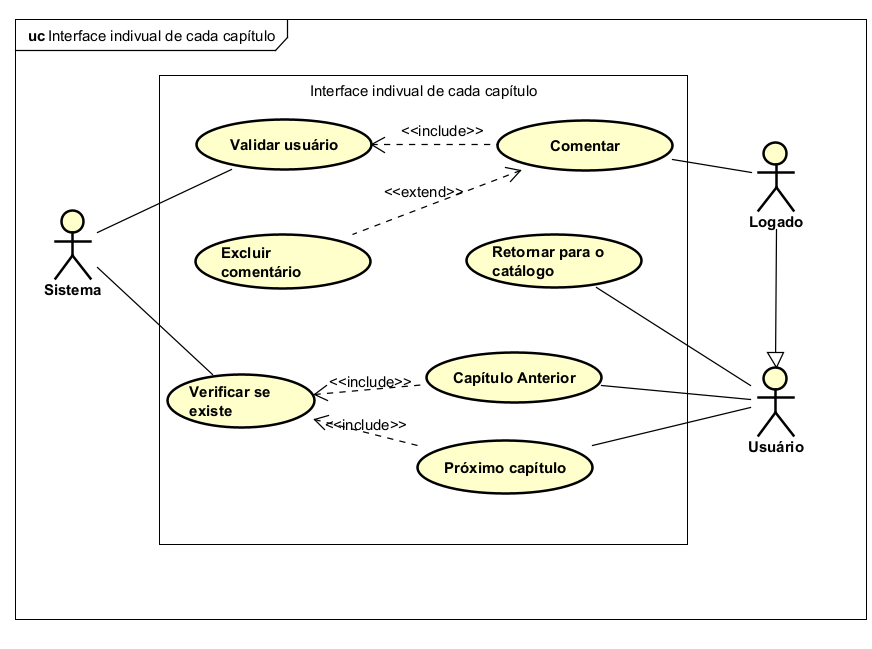 uc Interface indivual de cada capítulo
Interface indivual de cada capítulo
Validar usuário
<<include>>
Comentar
<<extend>>
Logado
Excluir
comentário
Retornar para o
catálogo
Sistema
Verificar se
existe
<<include>>
Capítulo Anterior
<<include>>
Usuário
Próximo capítulo